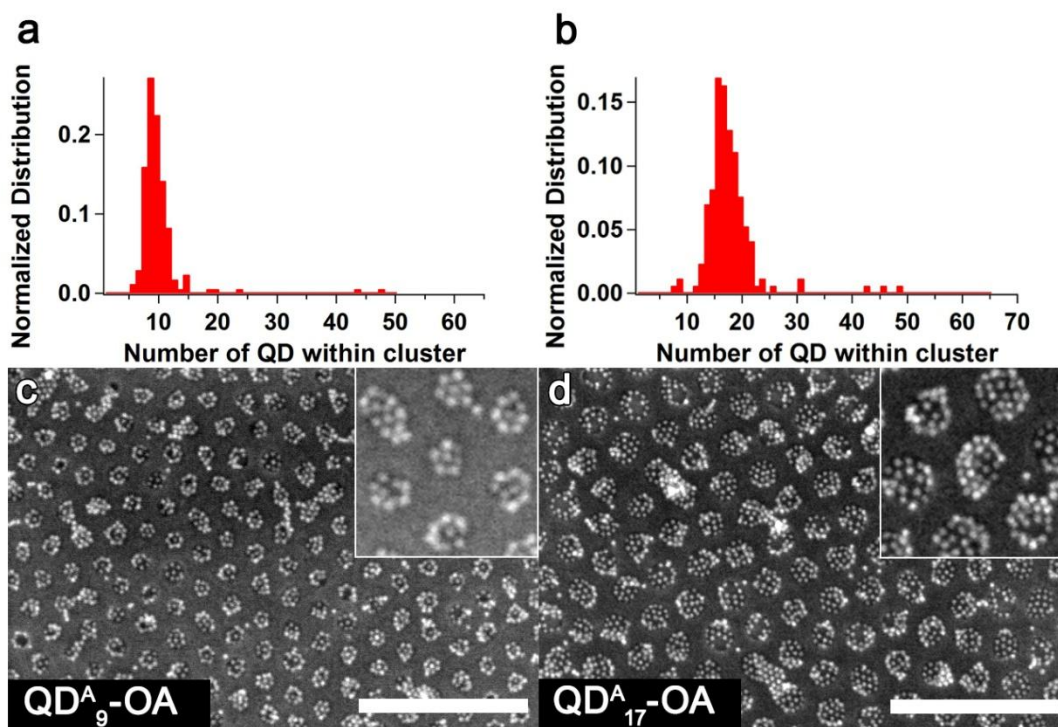 a
Normalized Distribution
0.2
0.1
0.0
10 20 30 40 50 60
Number of QD within cluster
b
Normalized Distribution
0.15
0.10
0.05
0.00
10 20 30 40 50 60 70
Number of QD within cluster
c
QDᴬ₉-OA
d
QDᴬ₁₇-OA